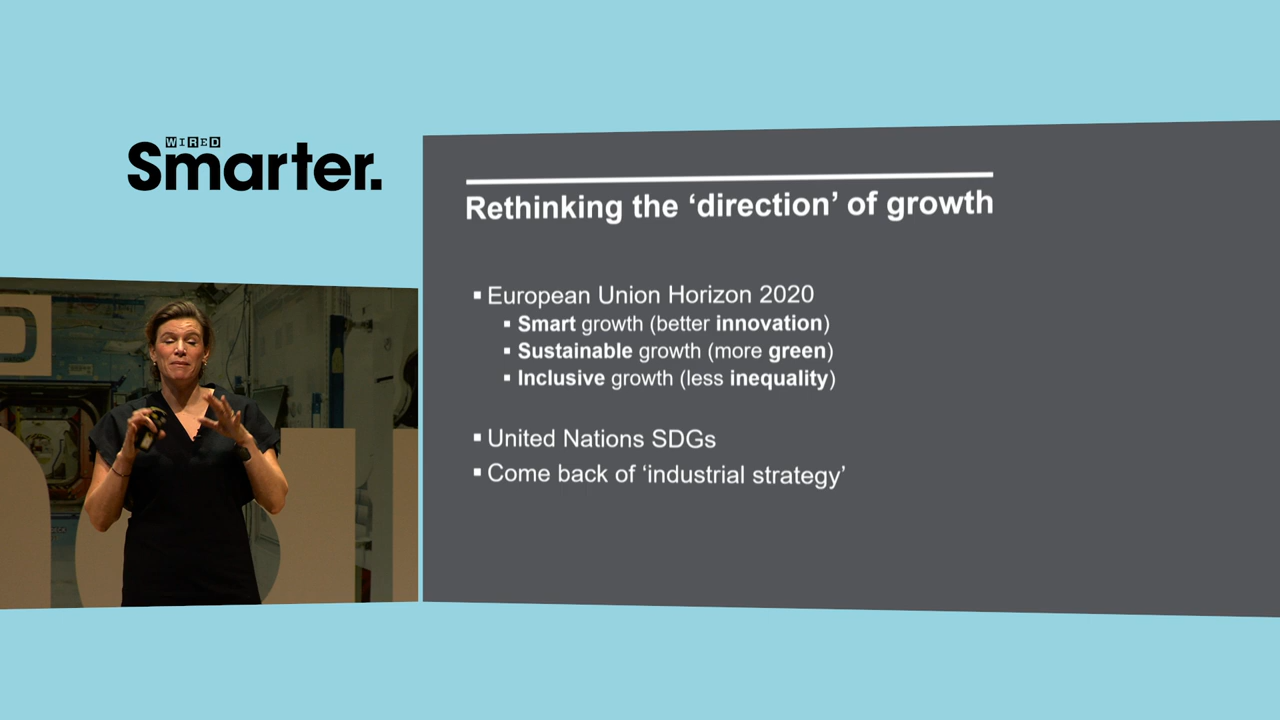 WIRED
Smarter.
Rethinking the ‘direction’ of growth
▪ European Union Horizon 2020
▪ Smart growth (better innovation)
▪ Sustainable growth (more green)
▪ Inclusive growth (less inequality)
▪ United Nations SDGs
▪ Come back of ‘industrial strategy’